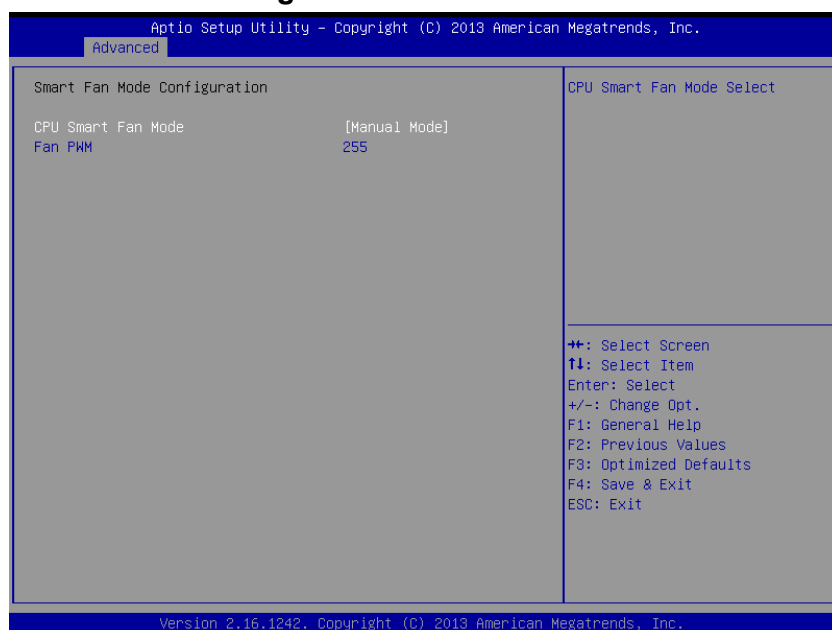 Aptio Setup Utility – Copyright (C) 2013 American Megatrends, Inc.
Advanced
Smart Fan Mode Configuration
CPU Smart Fan Mode [Manual Mode]
Fan PWM 255
CPU Smart Fan Mode Select
→←: Select Screen
↑↓: Select Item
Enter: Select
+/-: Change Opt.
F1: General Help
F2: Previous Values
F3: Optimized Defaults
F4: Save & Exit
ESC: Exit
Version 2.16.1242. Copyright (C) 2013 American Megatrends, Inc.